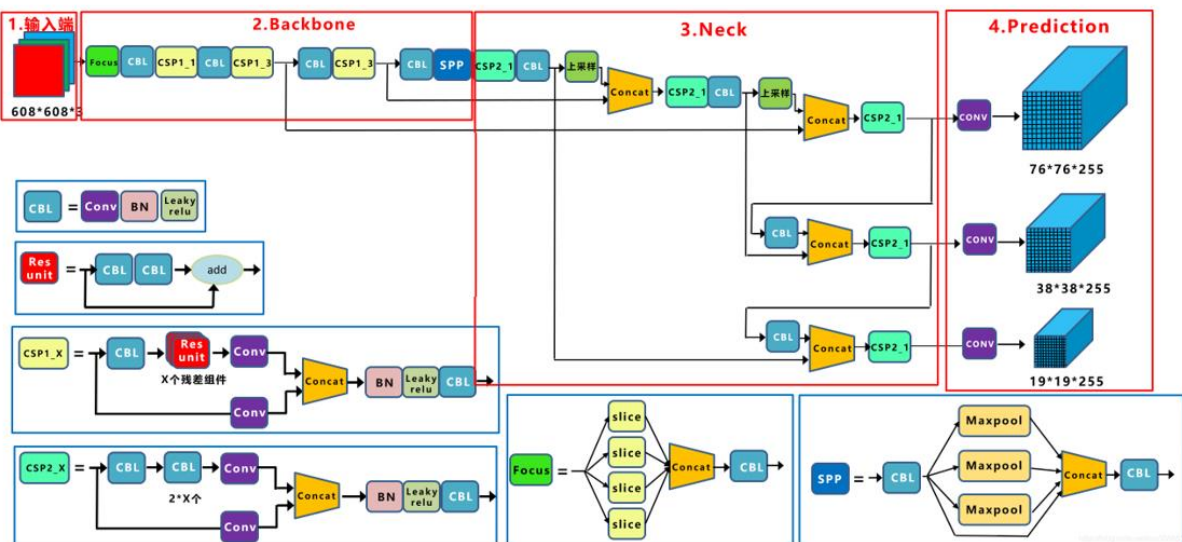 1.输入端
2.Backbone
3.Neck
4.Prediction
608*608*3
Focus CBL CSP1_1 CBL CSP1_3 CBL CSP1_3 CBL SPP CSP2_1 CBL 上采样
Concat
CSP2_1 CBL 上采样
Concat
CSP2_1
CONV
76*76*255
CBL
Concat
CSP2_1
CONV
38*38*255
CBL
Concat
CSP2_1
CONV
19*19*255
CBL = Conv BN Leaky
relu
Res
unit
= CBL CBL add
CSP1_X = CBL Res
unit
Conv
X个残差组件
Concat
BN Leaky
relu
CBL
Conv
CSP2_X = CBL CBL Conv
2*X个
Concat
BN Leaky
relu
CBL
Conv
Focus =
slice
slice
slice
slice
Concat
CBL
SPP = CBL
Maxpool
Maxpool
Maxpool
Concat
CBL